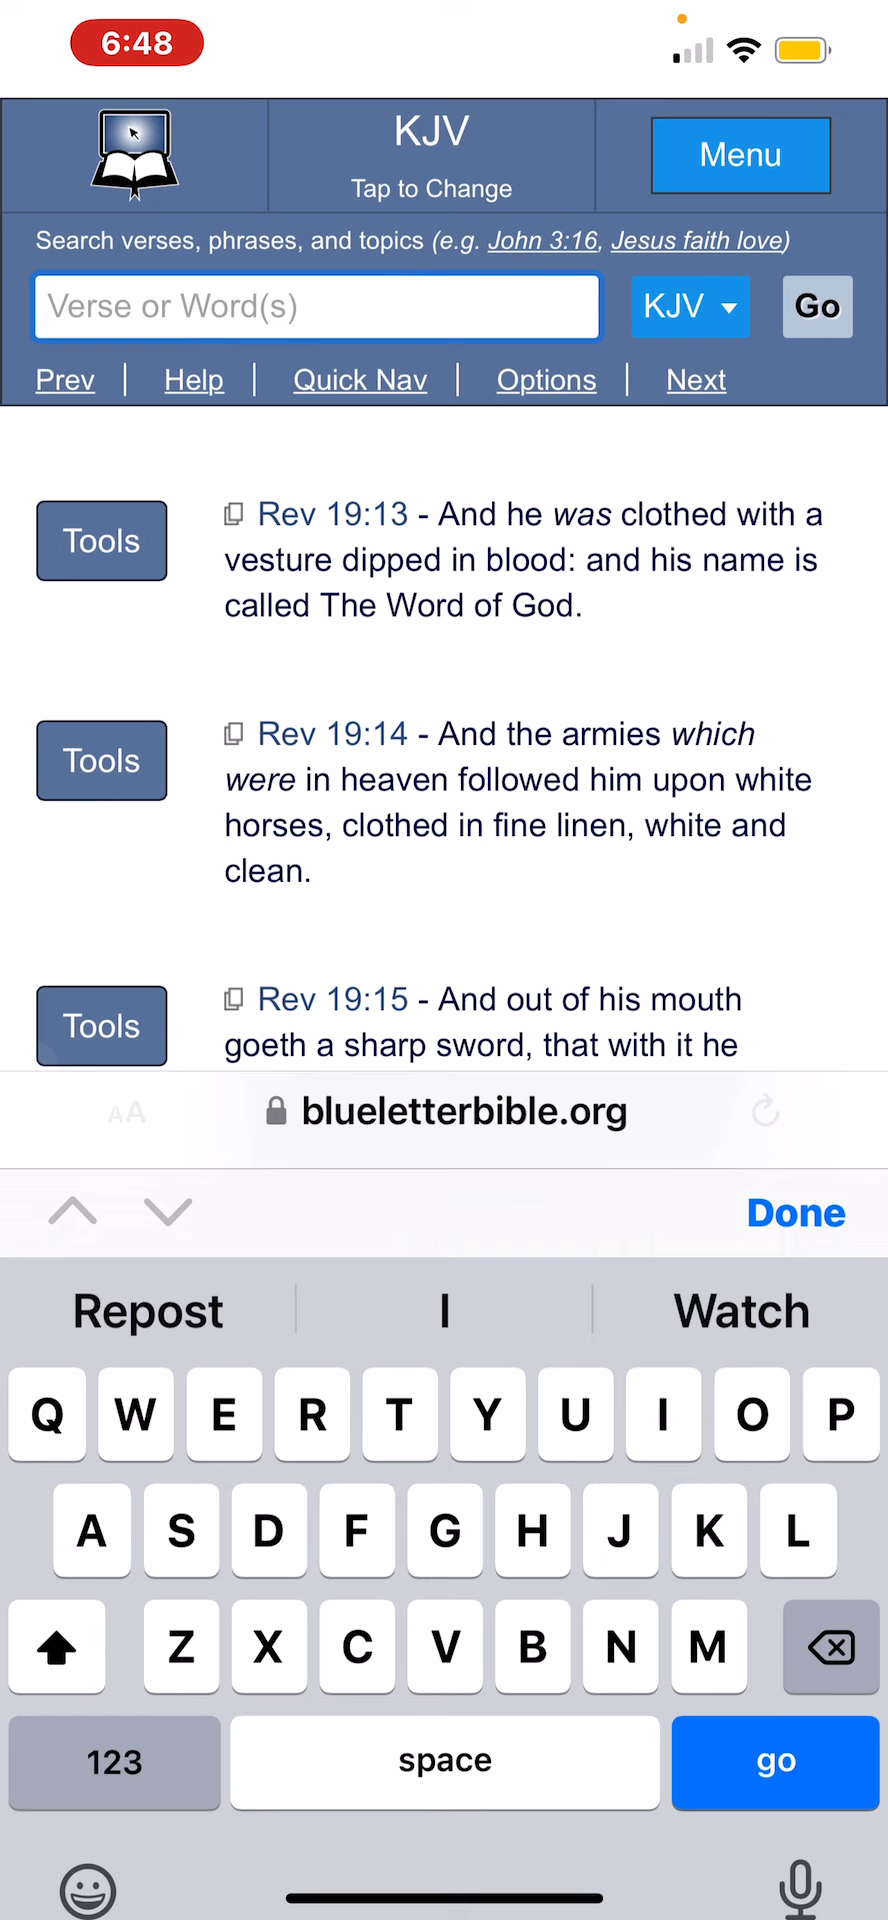 6:48
KJV
Tap to Change
Menu
Search verses, phrases, and topics (e.g. John 3:16, Jesus faith love)
Verse or Word(s)
KJV
Go
Prev | Help | Quick Nav | Options | Next
Tools
Rev 19:13 - And he was clothed with a
vesture dipped in blood: and his name is
called The Word of God.
Tools
Rev 19:14 - And the armies which
were in heaven followed him upon white
horses, clothed in fine linen, white and
clean.
Tools
Rev 19:15 - And out of his mouth
goeth a sharp sword, that with it he
AA
blueletterbible.org
Done
Repost
I
Watch
Q W E R T Y U I O P
A S D F G H J K L
Z X C V B N M
123
space
go